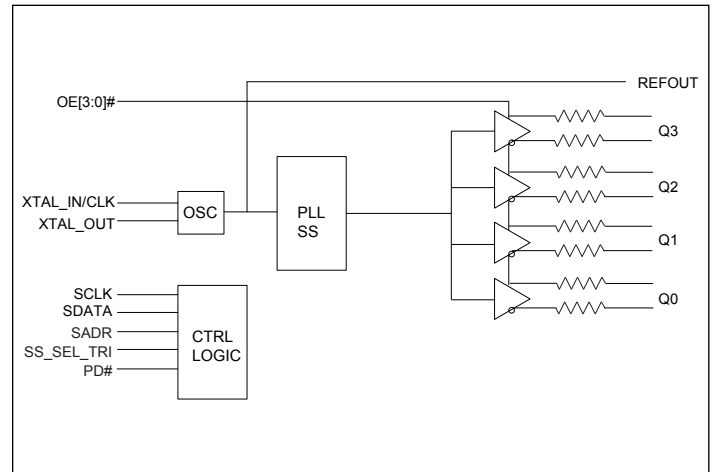 REFOUT
OE[3:0]#
Q3
Q2
XTAL_IN/CLK
XTAL_OUT
OSC
PLL
SS
Q1
Q0
SCLK
SDATA
SADR
SS_SEL_TRI
PD#
CTRL
LOGIC